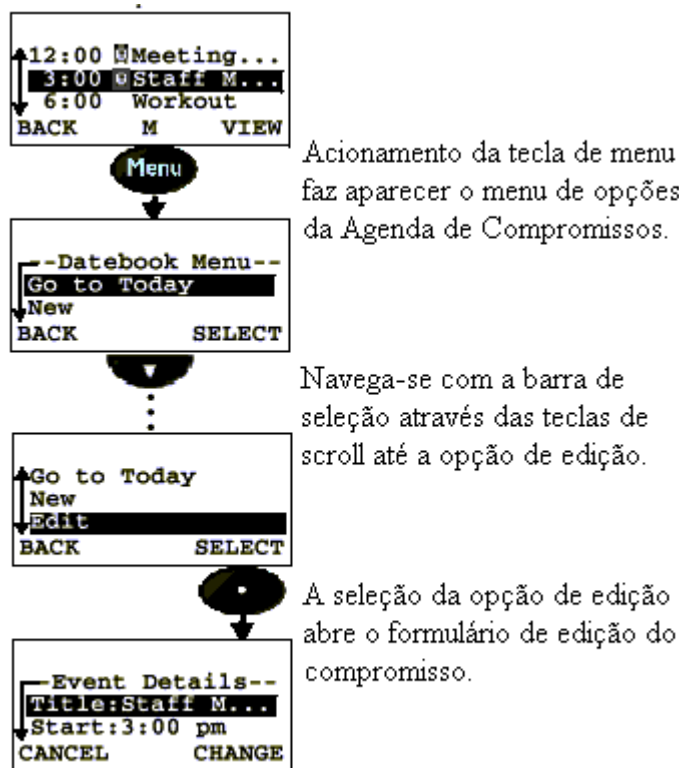 12:00 Meeting...
3:00 Staff M...
6:00 Workout
BACK M VIEW
Menu
Acionamento da tecla de menu
faz aparecer o menu de opções
da Agenda de Compromissos.
--Datebook Menu--
Go to Today
New
BACK SELECT
Navega-se com a barra de
seleção através das teclas de
scroll até a opção de edição.
Go to Today
New
Edit
BACK SELECT
A seleção da opção de edição
abre o formulário de edição do
compromisso.
-Event Details--
Title:Staff M...
Start:3:00 pm
CANCEL CHANGE